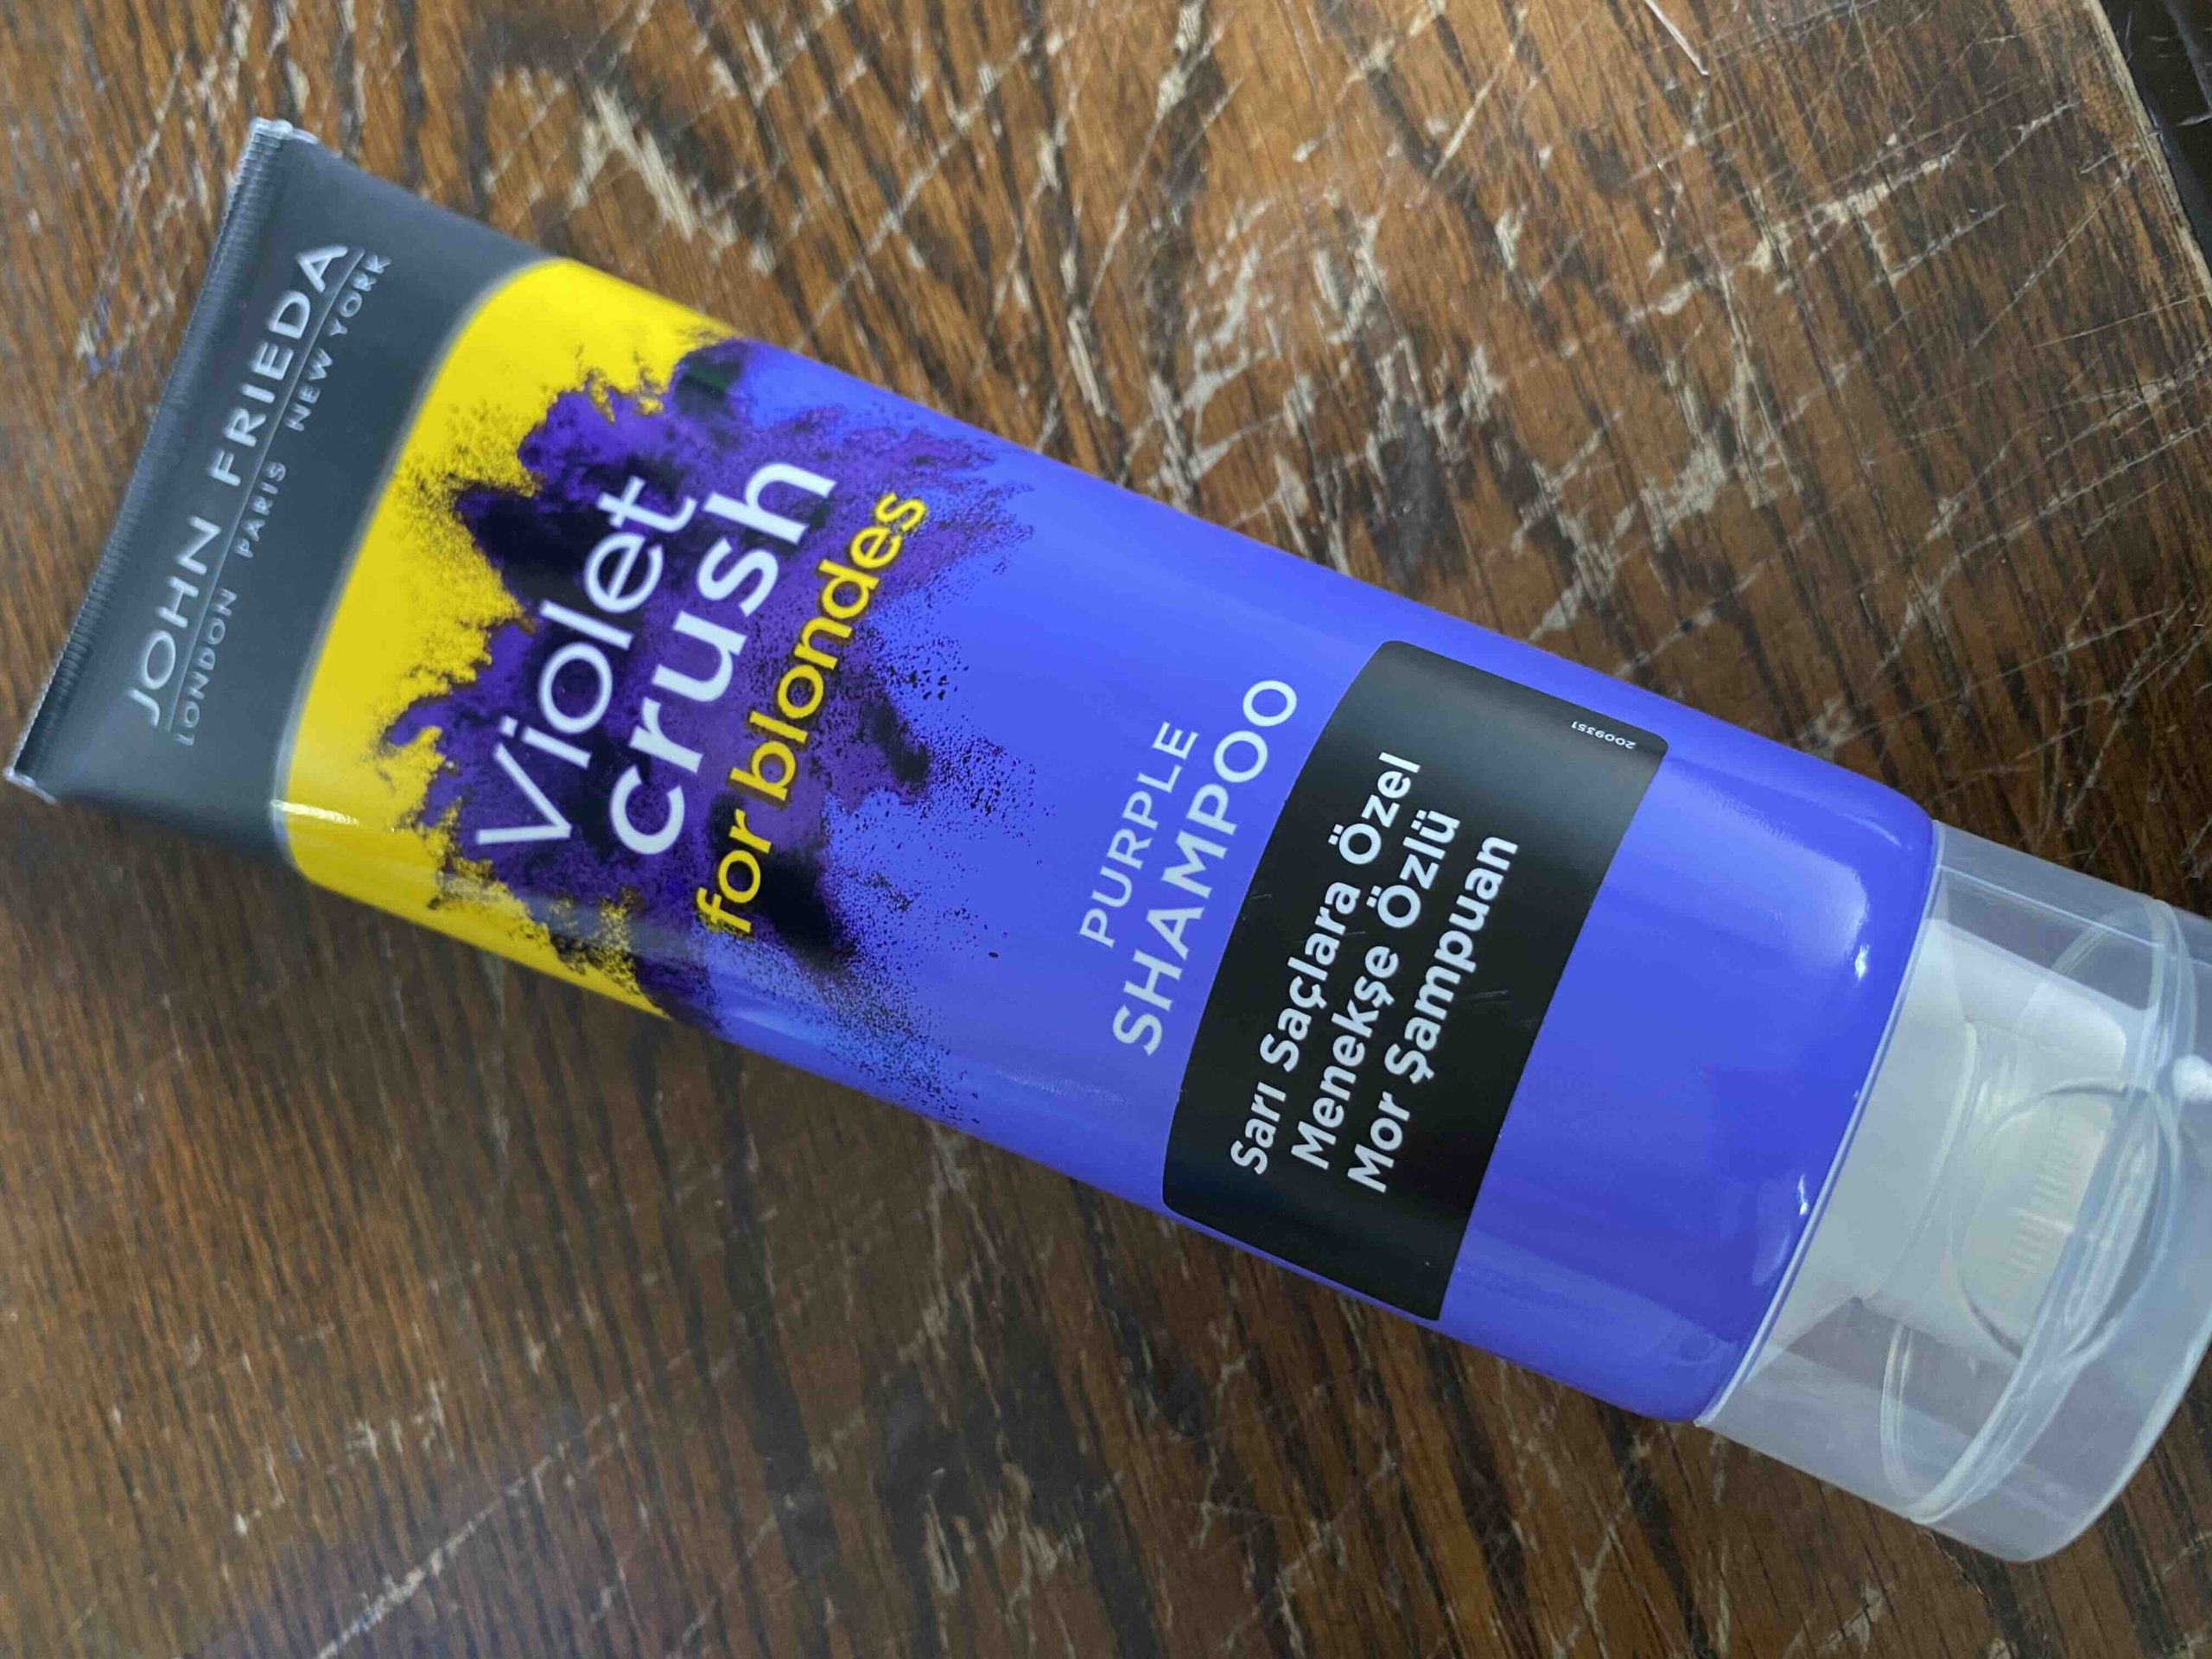 JOHN FRIEDA
LONDON PARIS NEW YORK
Violet
crush
for blondes
PURPLE
SHAMPOO
Sarı Saçlara Özel
Menekşe Özlü
Mor Şampuan
2009351